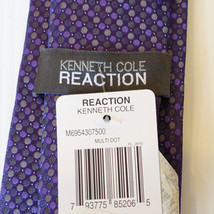 KENNETH COLE
REACTION
REACTION
KENNETH COLE
M6954307500
MULTI DOT
7 93775 85206 5